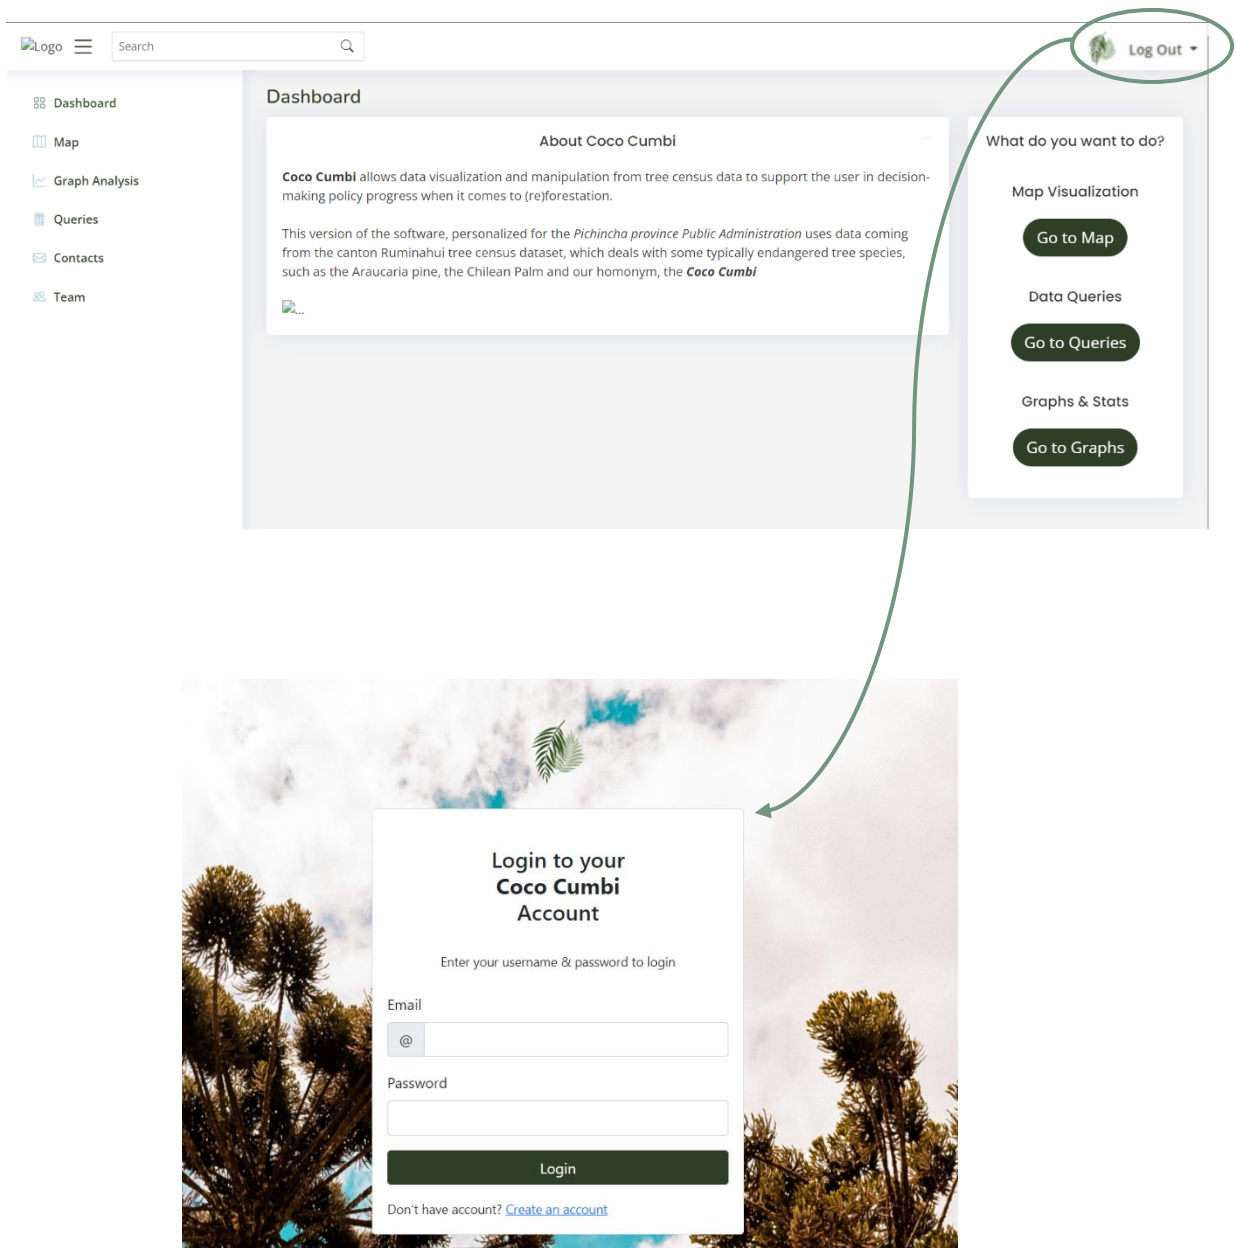 Logo
Search
Log Out
Dashboard
Map
Graph Analysis
Queries
Contacts
Team
Dashboard
About Coco Cumbi
...
Coco Cumbi allows data visualization and manipulation from tree census data to support the user in decision-
making policy progress when it comes to (re)forestation.
This version of the software, personalized for the Pichincha province Public Administration uses data coming
from the canton Ruminahui tree census dataset, which deals with some typically endangered tree species,
such as the Araucaria pine, the Chilean Palm and our homonym, the Coco Cumbi
...
What do you want to do?
Map Visualization
Go to Map
Data Queries
Go to Queries
Graphs & Stats
Go to Graphs
Login to your
Coco Cumbi
Account
Enter your username & password to login
Email
@
Password
Login
Don't have account? Create an account